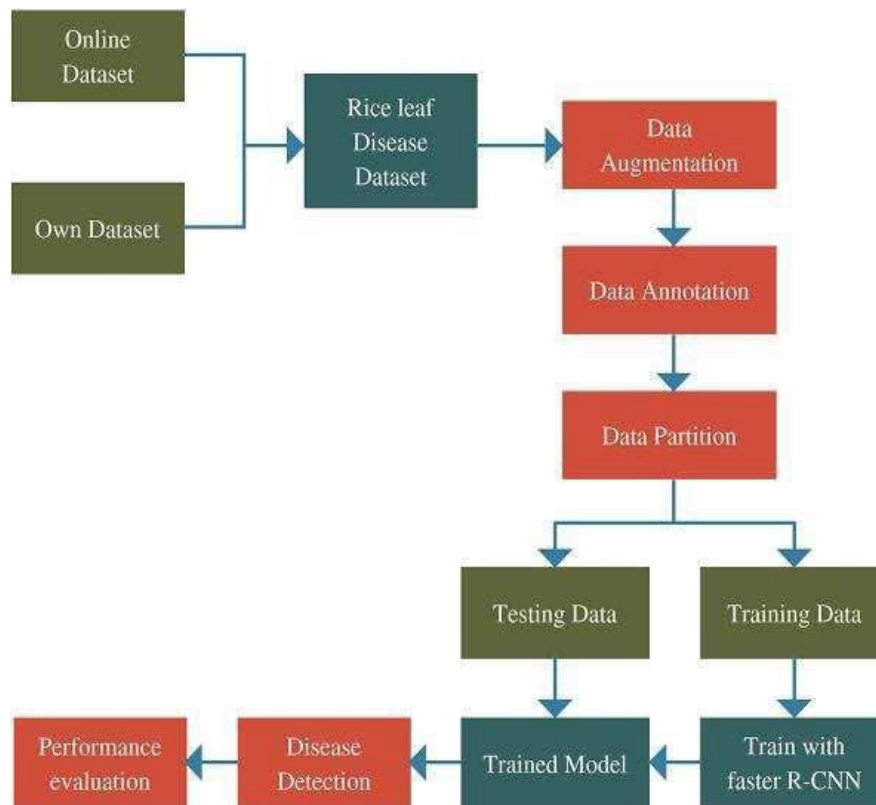 Online
Dataset
Own Dataset
Rice leaf
Disease
Dataset
Data
Augmentation
Data Annotation
Data Partition
Testing Data
Training Data
Train with
faster R-CNN
Trained Model
Disease
Detection
Performance
evaluation